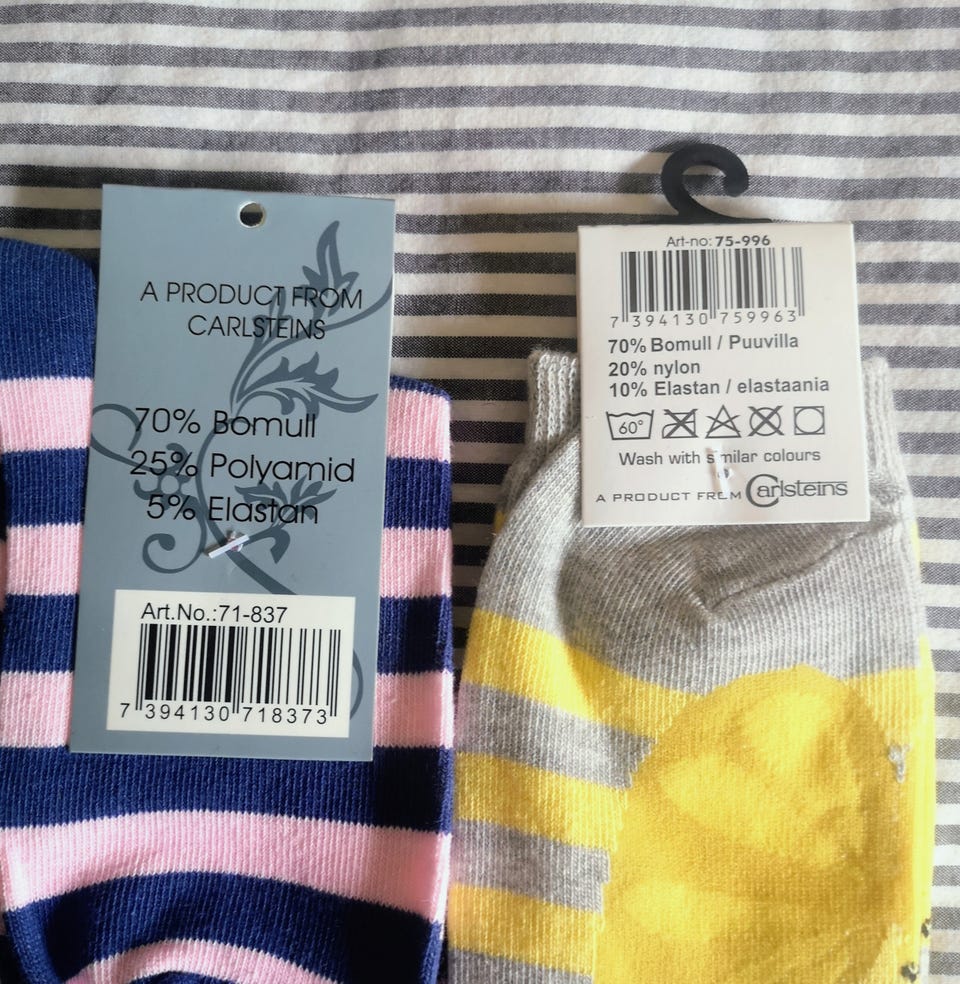 A PRODUCT FROM
CARLSTEINS
70% Bomull
25% Polyamid
5% Elastan
Art.No.:71-837
7 394130 718373
Art-no: 75-996
7 394130 759963
70% Bomull / Puuvilla
20% nylon
10% Elastan / elastaania
60°
Wash with similar colours
A PRODUCT FROM Carlsteins